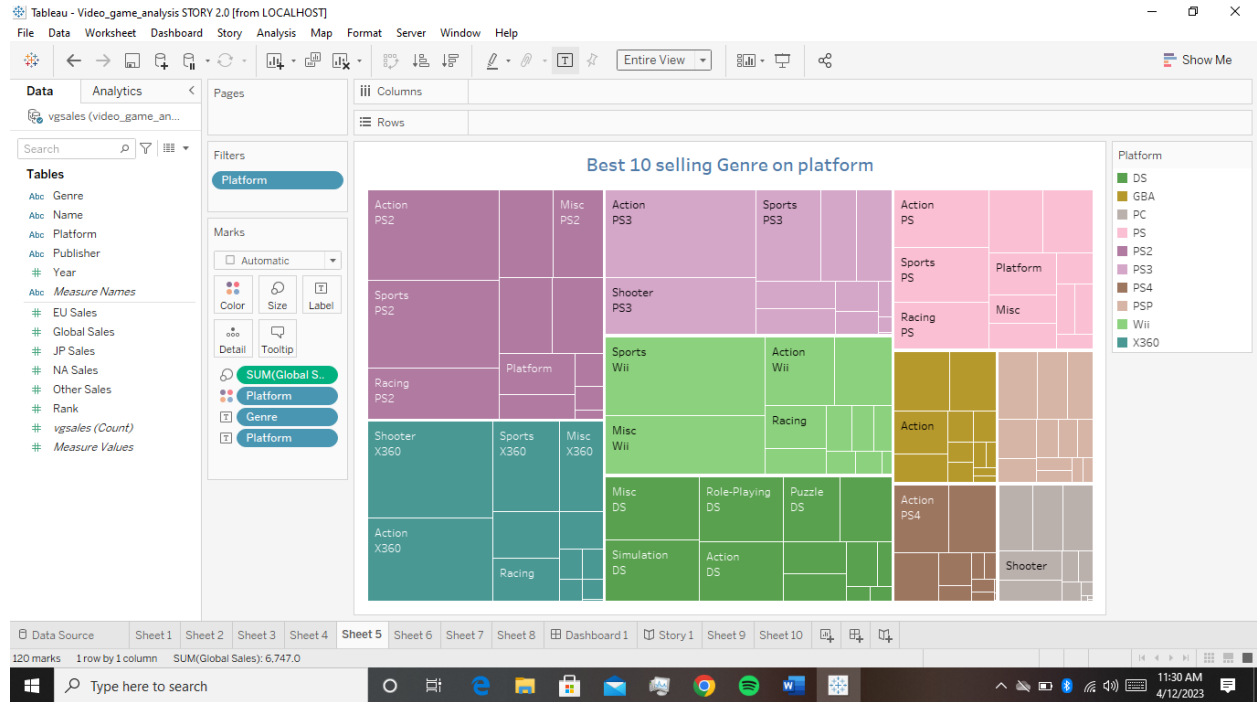 Tableau - Video_game_analysis STORY 2.0 [from LOCALHOST]
File Data Worksheet Dashboard Story Analysis Map Format Server Window Help
Entire View
Show Me
Data Analytics
vgsales (video_game_an...
Search
Tables
Abc Genre
Abc Name
Abc Platform
Abc Publisher
# Year
Abc Measure Names
# EU Sales
# Global Sales
# JP Sales
# NA Sales
# Other Sales
# Rank
# vgsales (Count)
# Measure Values
Pages
Filters
Platform
Marks
Automatic
Color Size Label
Detail Tooltip
SUM(Global S..
Platform
Genre
Platform
Columns
Rows
Best 10 selling Genre on platform
Action
PS2
Misc
PS2
Sports
PS2
Racing
PS2
Platform
Shooter
X360
Sports
X360
Misc
X360
Action
X360
Racing
Action
PS3
Sports
PS3
Shooter
PS3
Sports
Wii
Action
Wii
Misc
Wii
Racing
Misc
DS
Role-Playing
DS
Puzzle
DS
Simulation
DS
Action
DS
Action
PS
Sports
PS
Platform
Racing
PS
Misc
Action
Action
PS4
Shooter
Platform
DS
GBA
PC
PS
PS2
PS3
PS4
PSP
Wii
X360
Data Source Sheet 1 Sheet 2 Sheet 3 Sheet 4 Sheet 5 Sheet 6 Sheet 7 Sheet 8 Dashboard 1 Story 1 Sheet 9 Sheet 10
120 marks 1 row by 1 column SUM(Global Sales): 6,747.0
Type here to search
11:30 AM
4/12/2023